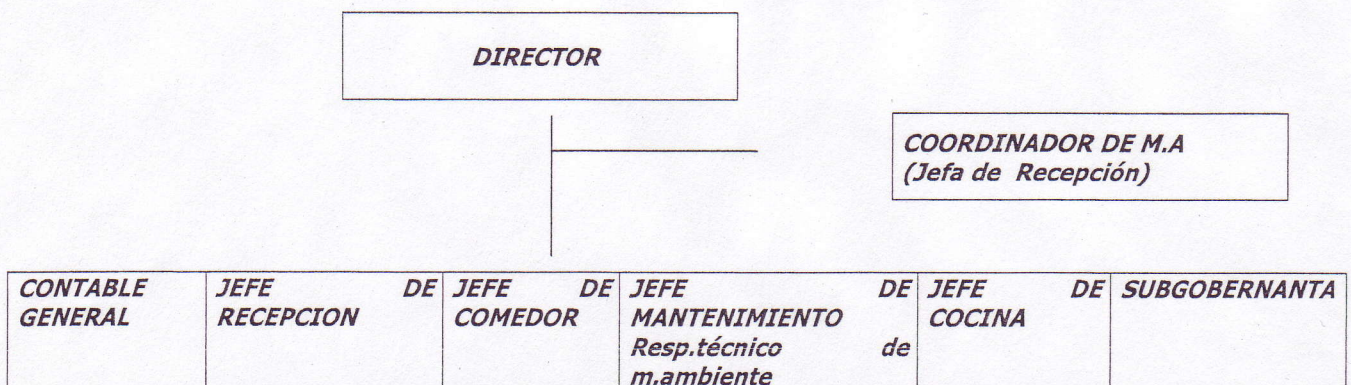 DIRECTOR
COORDINADOR DE M.A
(Jefa de Recepción)
CONTABLE
GENERAL
JEFE DE
RECEPCION
JEFE DE
COMEDOR
JEFE DE
MANTENIMIENTO
Resp.técnico de
m.ambiente
JEFE DE
COCINA
SUBGOBERNANTA